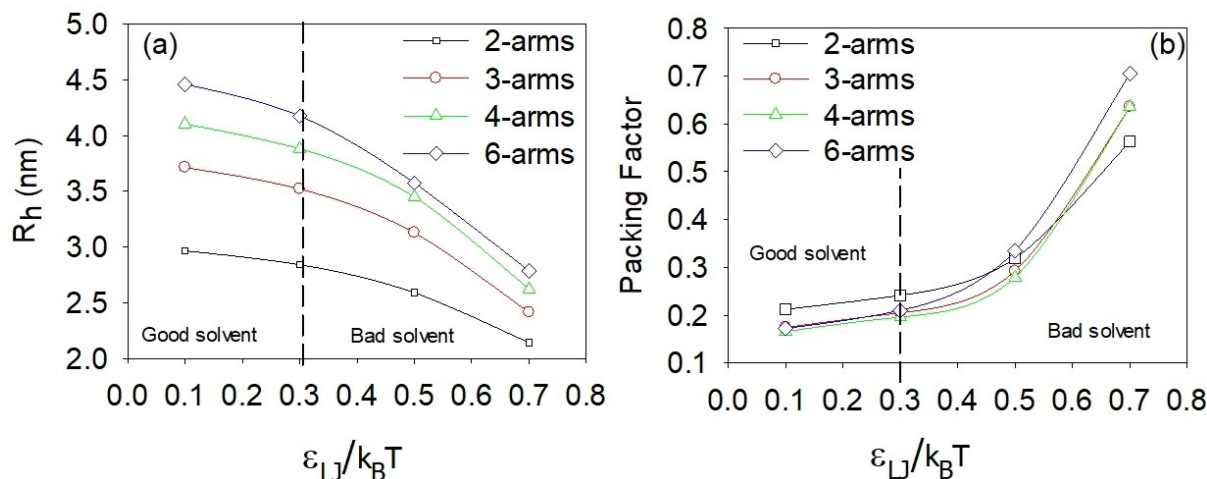 (a)
2-arms
3-arms
4-arms
6-arms
Good solvent
Bad solvent
R_h (nm)
5.0
4.5
4.0
3.5
3.0
2.5
2.0
0.0 0.1 0.2 0.3 0.4 0.5 0.6 0.7 0.8
ε_LJ/k_BT
(b)
2-arms
3-arms
4-arms
6-arms
Good solvent
Bad solvent
Packing Factor
0.8
0.7
0.6
0.5
0.4
0.3
0.2
0.1
0.0 0.1 0.2 0.3 0.4 0.5 0.6 0.7 0.8
ε_LJ/k_BT